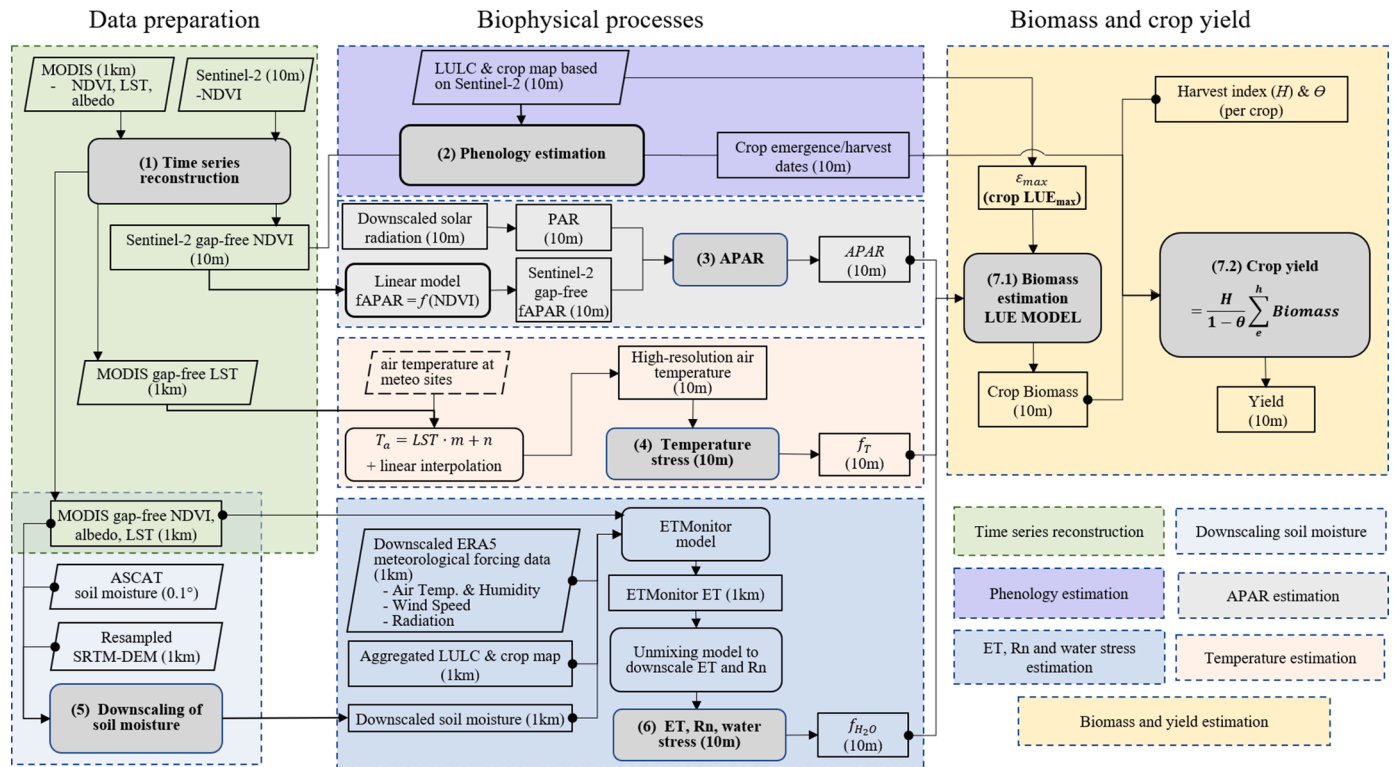 Data preparation
Biophysical processes
Biomass and crop yield
MODIS (1km)
- NDVI, LST,
albedo
Sentinel-2 (10m)
-NDVI
(1) Time series
reconstruction
Sentinel-2 gap-free NDVI
(10m)
MODIS gap-free LST
(1km)
MODIS gap-free NDVI,
albedo, LST (1km)
ASCAT
soil moisture (0.1°)
Resampled
SRTM-DEM (1km)
(5) Downscaling of
soil moisture
LULC & crop map based
on Sentinel-2 (10m)
(2) Phenology estimation
Crop emergence/harvest
dates (10m)
Downscaled solar
radiation (10m)
PAR
(10m)
Linear model
fAPAR = f(NDVI)
Sentinel-2
gap-free
fAPAR (10m)
(3) APAR
APAR
(10m)
air temperature at
meteo sites
High-resolution air
temperature
(10m)
T_a = LST · m + n
+ linear interpolation
(4) Temperature
stress (10m)
f_T
(10m)
Downscaled ERA5
meteorological forcing data
(1km)
- Air Temp. & Humidity
- Wind Speed
- Radiation
Aggregated LULC & crop map
(1km)
Downscaled soil moisture (1km)
ETMonitor
model
ETMonitor ET (1km)
Unmixing model to
downscale ET and Rn
(6) ET, Rn, water
stress (10m)
f_{H_2O}
(10m)
Harvest index (H) & Θ
(per crop)
ε_max
(crop LUE_max)
(7.1) Biomass
estimation
LUE MODEL
Crop Biomass
(10m)
(7.2) Crop yield
= H / (1 − θ) ∑_e^h Biomass
Yield
(10m)
Time series reconstruction
Downscaling soil moisture
Phenology estimation
APAR estimation
ET, Rn and water stress
estimation
Temperature estimation
Biomass and yield estimation